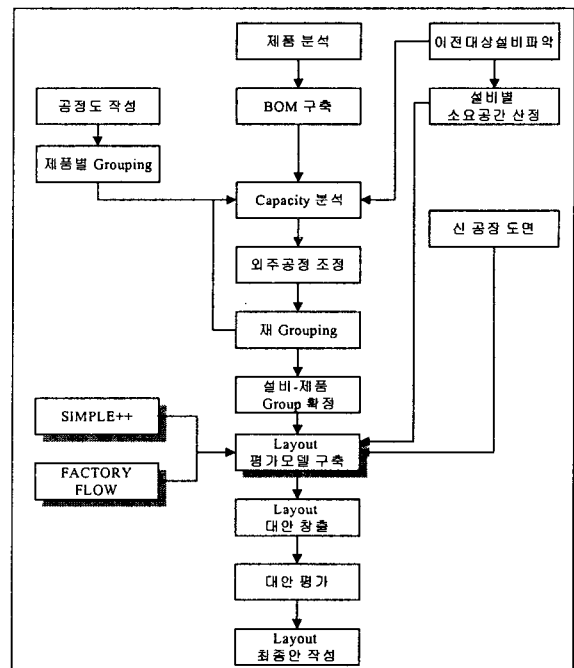 제품 분석
이전대상설비파악
공정도 작성
BOM 구축
설비별
소요공간 산정
제품별 Grouping
Capacity 분석
신 공장 도면
외주공정 조정
재 Grouping
설비-제품
Group 확정
SIMPLE++
Layout
평가모델 구축
FACTORY
FLOW
Layout
대안 창출
대안 평가
Layout
최종안 작성